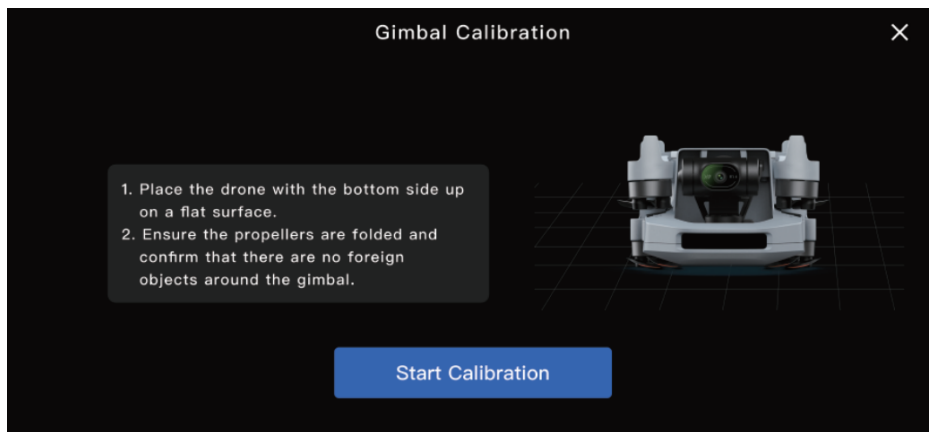 Gimbal Calibration
1. Place the drone with the bottom side up
on a flat surface.
2. Ensure the propellers are folded and
confirm that there are no foreign
objects around the gimbal.
Start Calibration